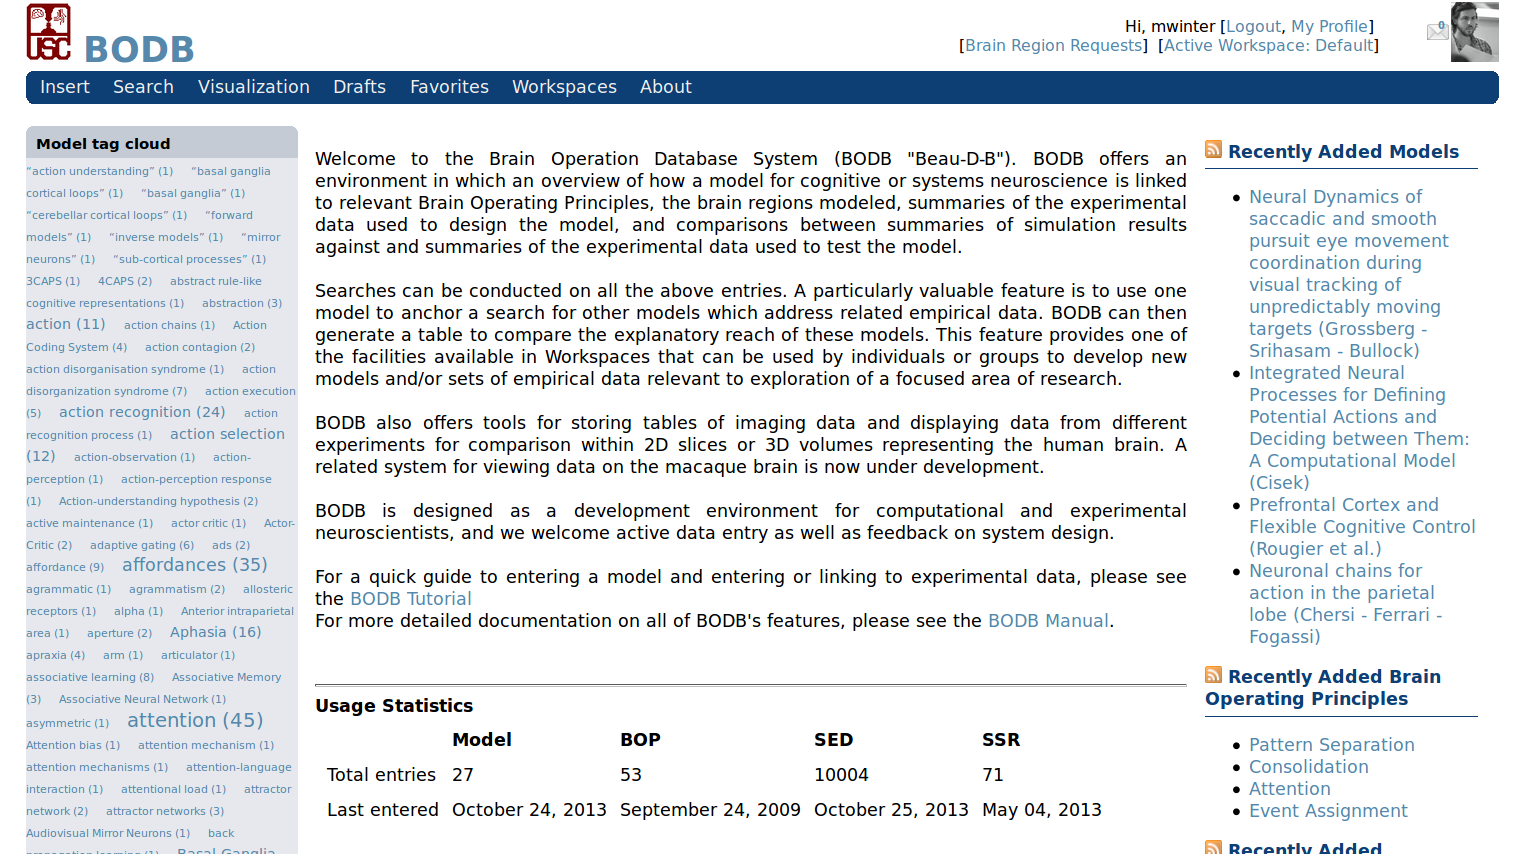 USC BODB
Hi, mwinter [Logout, My Profile]
[Brain Region Requests] [Active Workspace: Default]
0
Insert Search Visualization Drafts Favorites Workspaces About
Model tag cloud
“action understanding” (1) “basal ganglia
cortical loops” (1) “basal ganglia” (1)
“cerebellar cortical loops” (1) “forward
models” (1) “inverse models” (1) “mirror
neurons” (1) “sub-cortical processes” (1)
3CAPS (1) 4CAPS (2) abstract rule-like
cognitive representations (1) abstraction (3)
action (11) action chains (1) Action
Coding System (4) action contagion (2)
action disorganisation syndrome (1) action
disorganization syndrome (7) action execution
(5) action recognition (24) action
recognition process (1) action selection
(12) action-observation (1) action-
perception (1) action-perception response
(1) Action-understanding hypothesis (2)
active maintenance (1) actor critic (1) Actor-
Critic (2) adaptive gating (6) ads (2)
affordance (9) affordances (35)
agrammatic (1) agrammatism (2) allosteric
receptors (1) alpha (1) Anterior intraparietal
area (1) aperture (2) Aphasia (16)
apraxia (4) arm (1) articulator (1)
associative learning (8) Associative Memory
(3) Associative Neural Network (1)
asymmetric (1) attention (45)
Attention bias (1) attention mechanism (1)
attention mechanisms (1) attention-language
interaction (1) attentional load (1) attractor
network (2) attractor networks (3)
Audiovisual Mirror Neurons (1) back
propagation learning (1) Basal Ganglia
Welcome to the Brain Operation Database System (BODB "Beau-D-B"). BODB offers an
environment in which an overview of how a model for cognitive or systems neuroscience is linked
to relevant Brain Operating Principles, the brain regions modeled, summaries of the experimental
data used to design the model, and comparisons between summaries of simulation results
against and summaries of the experimental data used to test the model.
Searches can be conducted on all the above entries. A particularly valuable feature is to use one
model to anchor a search for other models which address related empirical data. BODB can then
generate a table to compare the explanatory reach of these models. This feature provides one of
the facilities available in Workspaces that can be used by individuals or groups to develop new
models and/or sets of empirical data relevant to exploration of a focused area of research.
BODB also offers tools for storing tables of imaging data and displaying data from different
experiments for comparison within 2D slices or 3D volumes representing the human brain. A
related system for viewing data on the macaque brain is now under development.
BODB is designed as a development environment for computational and experimental
neuroscientists, and we welcome active data entry as well as feedback on system design.
For a quick guide to entering a model and entering or linking to experimental data, please see
the BODB Tutorial
For more detailed documentation on all of BODB's features, please see the BODB Manual.
Usage Statistics
Model BOP SED SSR
Total entries 27 53 10004 71
Last entered October 24, 2013 September 24, 2009 October 25, 2013 May 04, 2013
Recently Added Models
Neural Dynamics of
saccadic and smooth
pursuit eye movement
coordination during
visual tracking of
unpredictably moving
targets (Grossberg -
Srihasam - Bullock)
Integrated Neural
Processes for Defining
Potential Actions and
Deciding between Them:
A Computational Model
(Cisek)
Prefrontal Cortex and
Flexible Cognitive Control
(Rougier et al.)
Neuronal chains for
action in the parietal
lobe (Chersi - Ferrari -
Fogassi)
Recently Added Brain
Operating Principles
Pattern Separation
Consolidation
Attention
Event Assignment
Recently Added